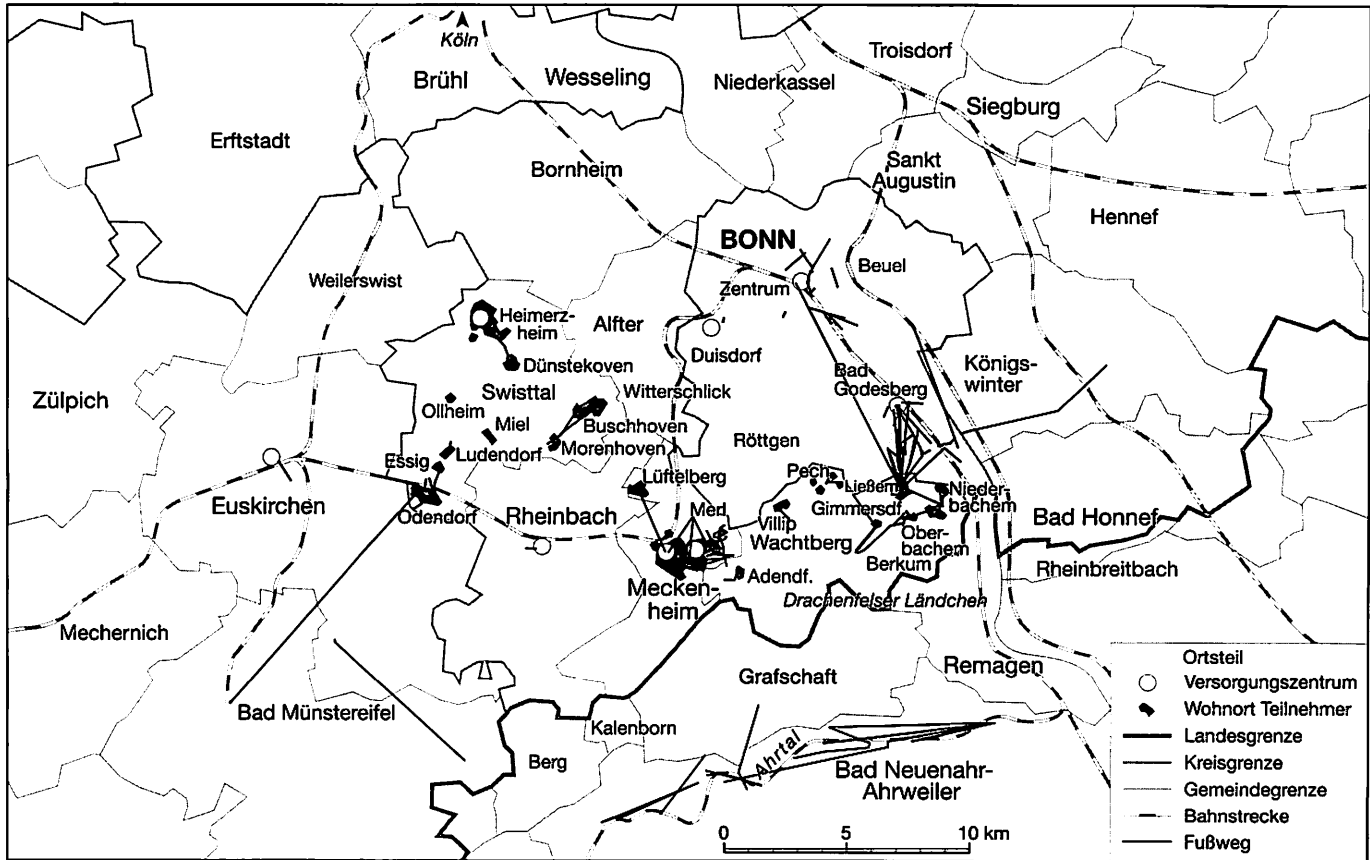 Köln
Brühl
Wesseling
Niederkassel
Troisdorf
Siegburg
Erftstadt
Bornheim
Sankt
Augustin
Hennef
BONN
Beuel
Weilerswist
Zentrum
Heimerz-
heim
Alfter
Duisdorf
Dünstekoven
Bad
Godesberg
Königs-
winter
Zülpich
Swisttal
Witterschlick
Ollheim
Miel
Buschhoven
Röttgen
Ludendorf
Morenhoven
Essig
Lüftelberg
Pech
Ließem
Nieder-
bachem
Euskirchen
Odendorf
Rheinbach
Merl
Gimmersdf.
Villip
Wachtberg
Ober-
bachem
Bad Honnef
Berkum
Meckenheim
Adendf.
Rheinbreitbach
Drachenfelser Ländchen
Mechernich
Grafschaft
Remagen
Bad Münstereifel
Kalenborn
Berg
Ahrtal
Bad Neuenahr-
Ahrweiler
0 5 10 km
Ortsteil
Versorgungszentrum
Wohnort Teilnehmer
Landesgrenze
Kreisgrenze
Gemeindegrenze
Bahnstrecke
Fußweg